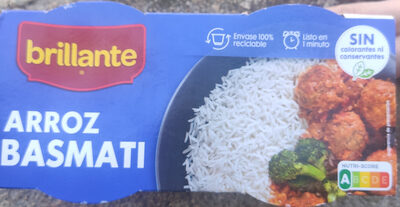 brillante
Envase 100%
reciclable
Listo en
1 minuto
SIN
colorantes ni
conservantes
ARROZ
BASMATI
NUTRI-SCORE
A B C D E